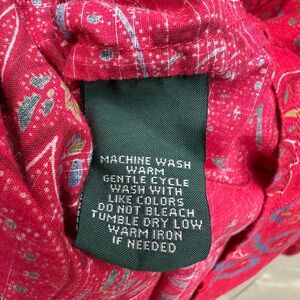 MACHINE WASH
WARM
GENTLE CYCLE
WASH WITH
LIKE COLORS
DO NOT BLEACH
TUMBLE DRY LOW
WARM IRON
IF NEEDED